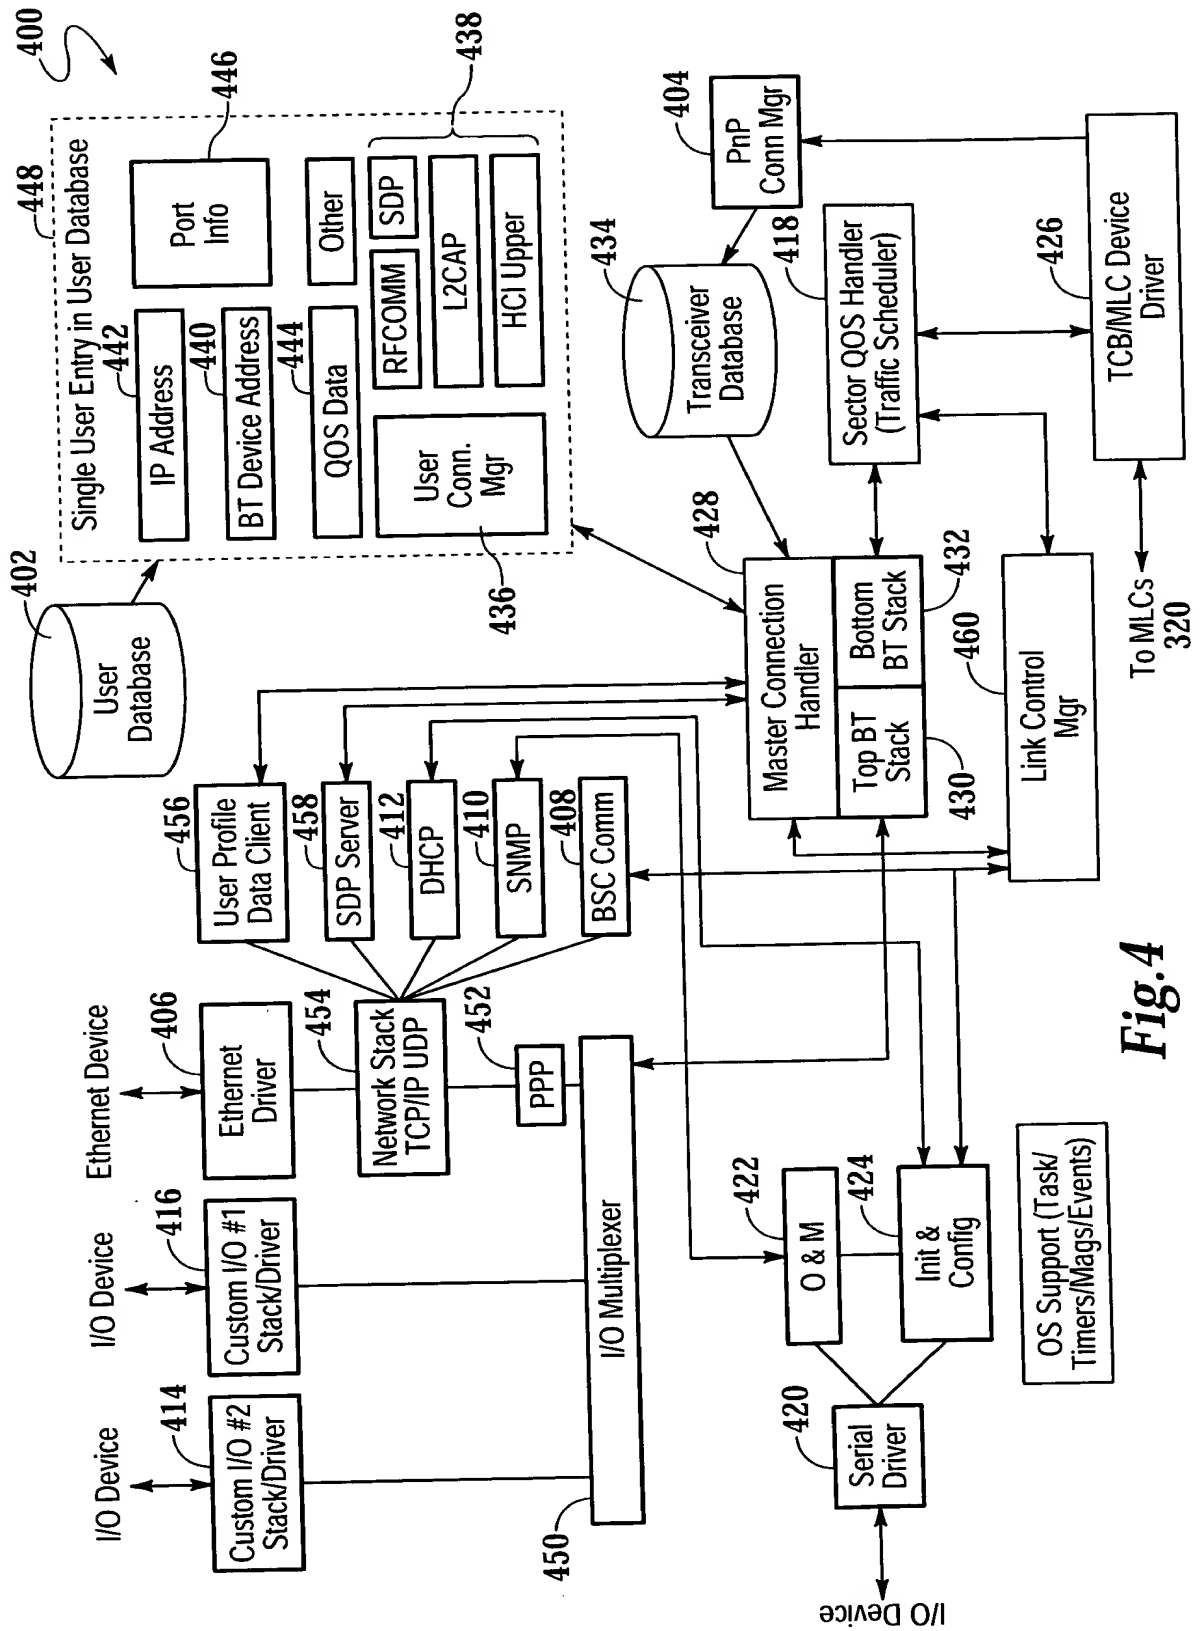 400
448
Single User Entry in User Database
442
IP Address
Port
Info
446
440
BT Device Address
444
QOS Data
Other
User
Conn.
Mgr
436
RFCOMM
SDP
L2CAP
HCI Upper
438
402
User
Database
I/O Device
I/O Device
Ethernet Device
414
Custom I/O #2
Stack/Driver
416
Custom I/O #1
Stack/Driver
406
Ethernet
Driver
456
User Profile
Data Client
454
Network Stack
TCP/IP UDP
458
SDP Server
412
DHCP
452
PPP
410
SNMP
408
BSC Comm
450
I/O Multiplexer
434
Transceiver
Database
404
PnP
Conn Mgr
428
Master Connection
Handler
Top BT
Stack
430
Bottom
BT Stack
432
418
Sector QOS Handler
(Traffic Scheduler)
422
O & M
424
Init &
Config
420
Serial
Driver
I/O Device
460
Link Control
Mgr
426
TCB/MLC Device
Driver
To MLCs
320
OS Support (Task/
Timers/Mags/Events)
Fig.4